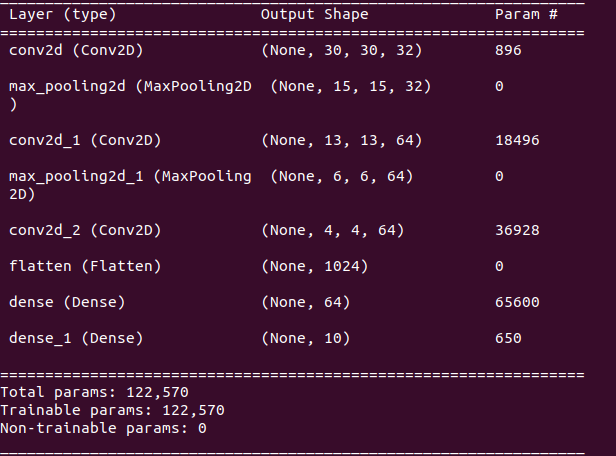 _________________________________________________________________
 Layer (type)                Output Shape              Param #
=================================================================
 conv2d (Conv2D)             (None, 30, 30, 32)        896
 max_pooling2d (MaxPooling2D  (None, 15, 15, 32)       0
 )
 conv2d_1 (Conv2D)           (None, 13, 13, 64)        18496
 max_pooling2d_1 (MaxPooling  (None, 6, 6, 64)         0
 2D)
 conv2d_2 (Conv2D)           (None, 4, 4, 64)          36928
 flatten (Flatten)           (None, 1024)              0
 dense (Dense)               (None, 64)                65600
 dense_1 (Dense)             (None, 10)                650
=================================================================
Total params: 122,570
Trainable params: 122,570
Non-trainable params: 0
_________________________________________________________________